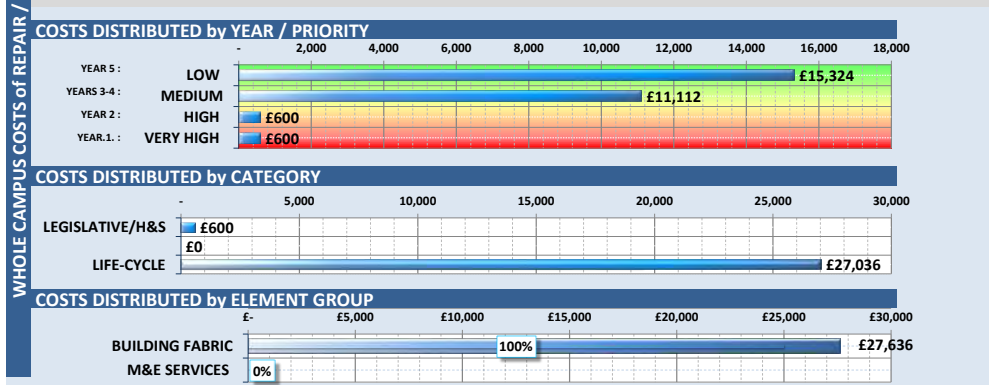 WHOLE CAMPUS COSTS of REPAIR /
COSTS DISTRIBUTED by YEAR / PRIORITY
- 2,000 4,000 6,000 8,000 10,000 12,000 14,000 16,000 18,000
YEAR 5 : LOW £15,324
YEARS 3-4 : MEDIUM £11,112
YEAR 2 : HIGH £600
YEAR.1. : VERY HIGH £600
COSTS DISTRIBUTED by CATEGORY
- 5,000 10,000 15,000 20,000 25,000 30,000
LEGISLATIVE/H&S £600
£0
LIFE-CYCLE £27,036
COSTS DISTRIBUTED by ELEMENT GROUP
£- £5,000 £10,000 £15,000 £20,000 £25,000 £30,000
BUILDING FABRIC 100% £27,636
M&E SERVICES 0%